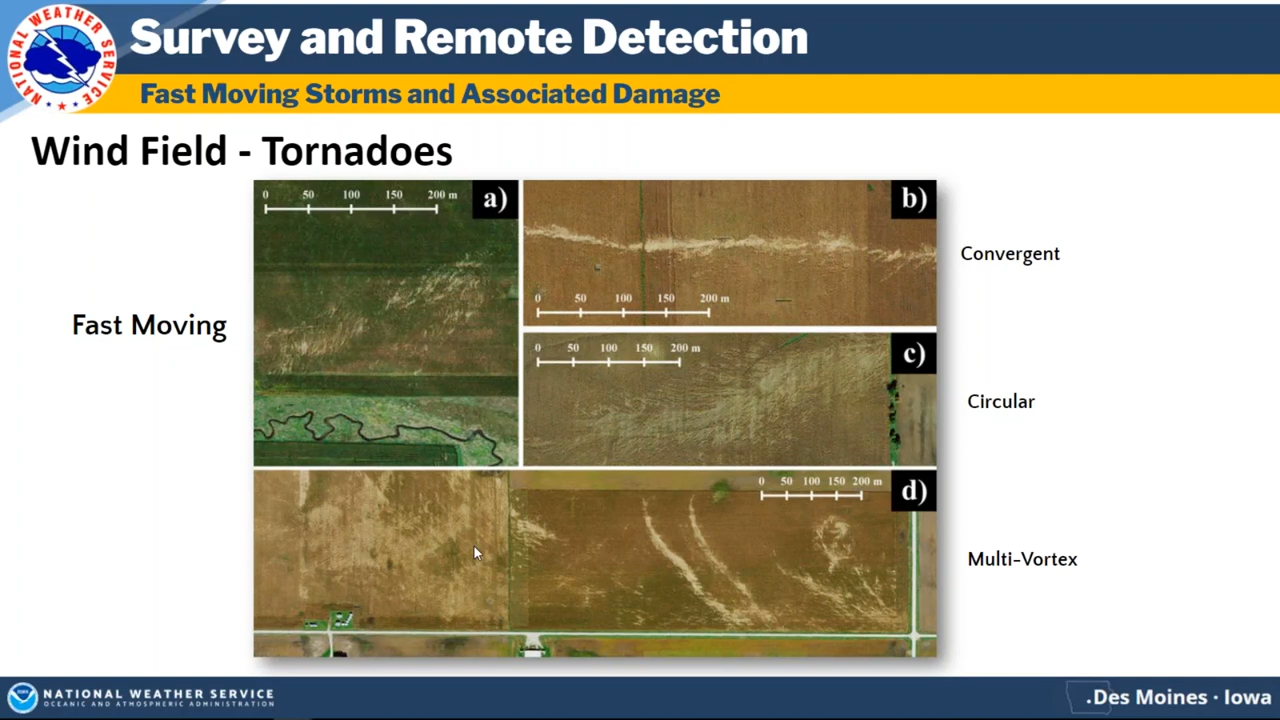 NATIONAL WEATHER SERVICE
Survey and Remote Detection
Fast Moving Storms and Associated Damage
Wind Field - Tornadoes
Fast Moving
0 50 100 150 200 m
a)
b)
0 50 100 150 200 m
Convergent
0 50 100 150 200 m
c)
Circular
0 50 100 150 200 m
d)
Multi-Vortex
NATIONAL WEATHER SERVICE
OCEANIC AND ATMOSPHERIC ADMINISTRATION
Des Moines · Iowa